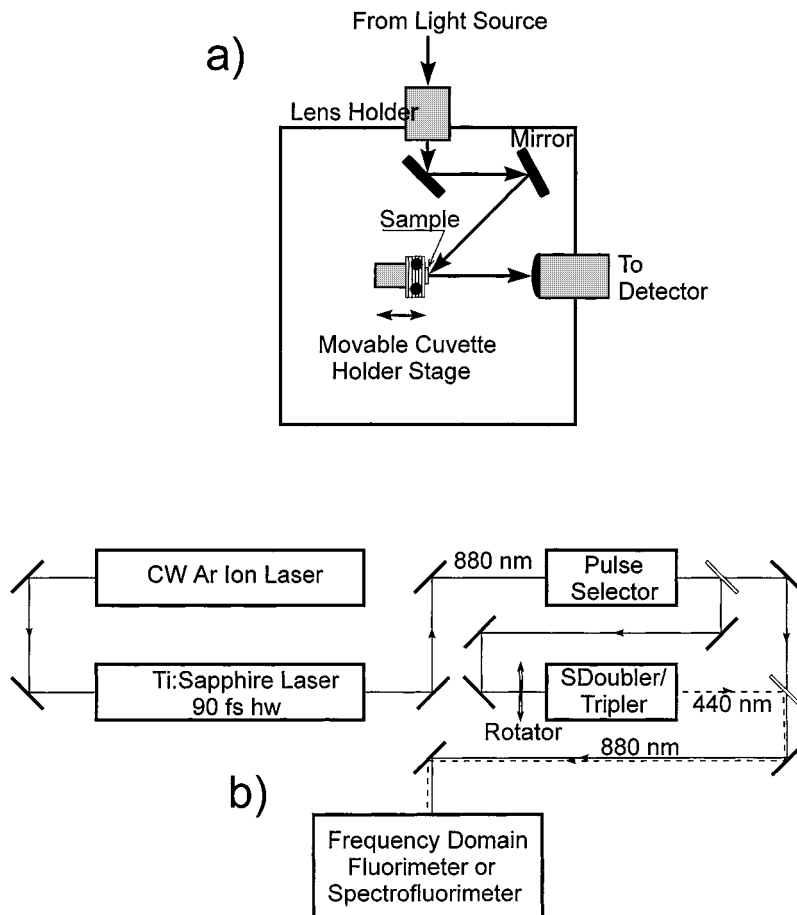 From Light Source
a)
Lens Holder
Mirror
Sample
To
Detector
Movable Cuvette
Holder Stage
CW Ar Ion Laser
880 nm
Pulse
Selector
Ti:Sapphire Laser
90 fs hw
SDoubler/
Tripler
440 nm
Rotator
880 nm
b)
Frequency Domain
Fluorimeter or
Spectrofluorimeter